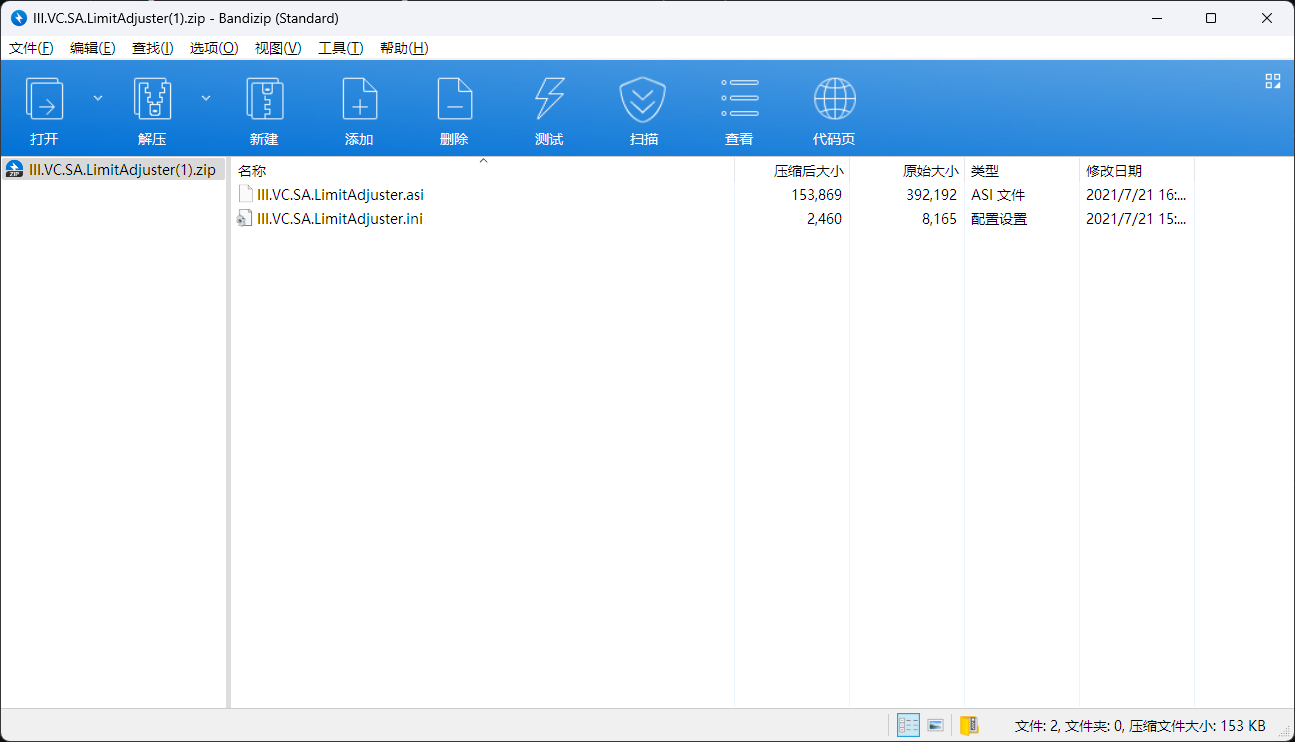 III.VC.SA.LimitAdjuster(1).zip - Bandizip (Standard)
文件(F) 编辑(E) 查找(I) 选项(O) 视图(V) 工具(T) 帮助(H)
打开 解压 新建 添加 删除 测试 扫描 查看 代码页
III.VC.SA.LimitAdjuster(1).zip
名称 压缩后大小 原始大小 类型 修改日期
III.VC.SA.LimitAdjuster.asi 153,869 392,192 ASI 文件 2021/7/21 16:...
III.VC.SA.LimitAdjuster.ini 2,460 8,165 配置设置 2021/7/21 15:...
文件: 2, 文件夹: 0, 压缩文件大小: 153 KB